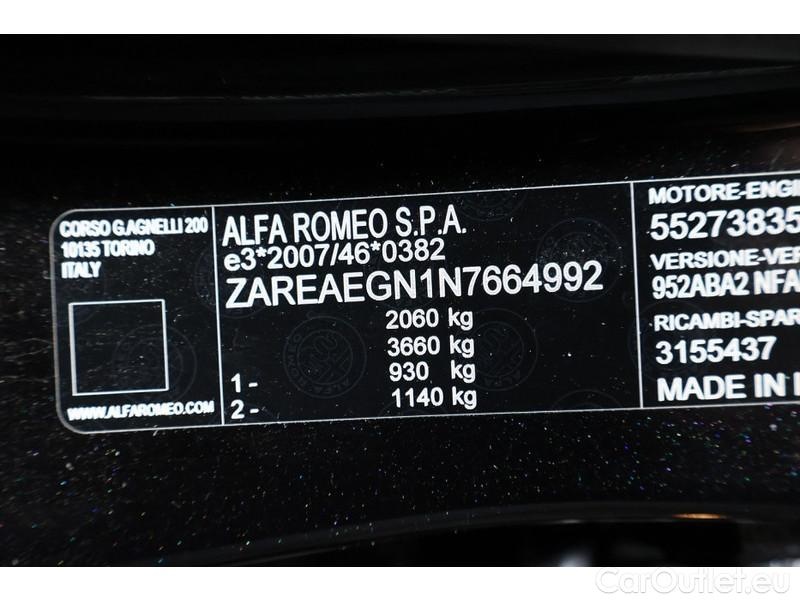 CORSO G.AGNELLI 200
10135 TORINO
ITALY
WWW.ALFAROMEO.COM
ALFA ROMEO S.P.A.
e3*2007/46*0382
ZAREAEGN1N7664992
2060 kg
3660 kg
1- 930 kg
2- 1140 kg
MOTORE-ENGI
55273835
VERSIONE-VER
952ABA2 NFA
RICAMBI-SPAR
3155437
MADE IN I
CarOutlet.eu